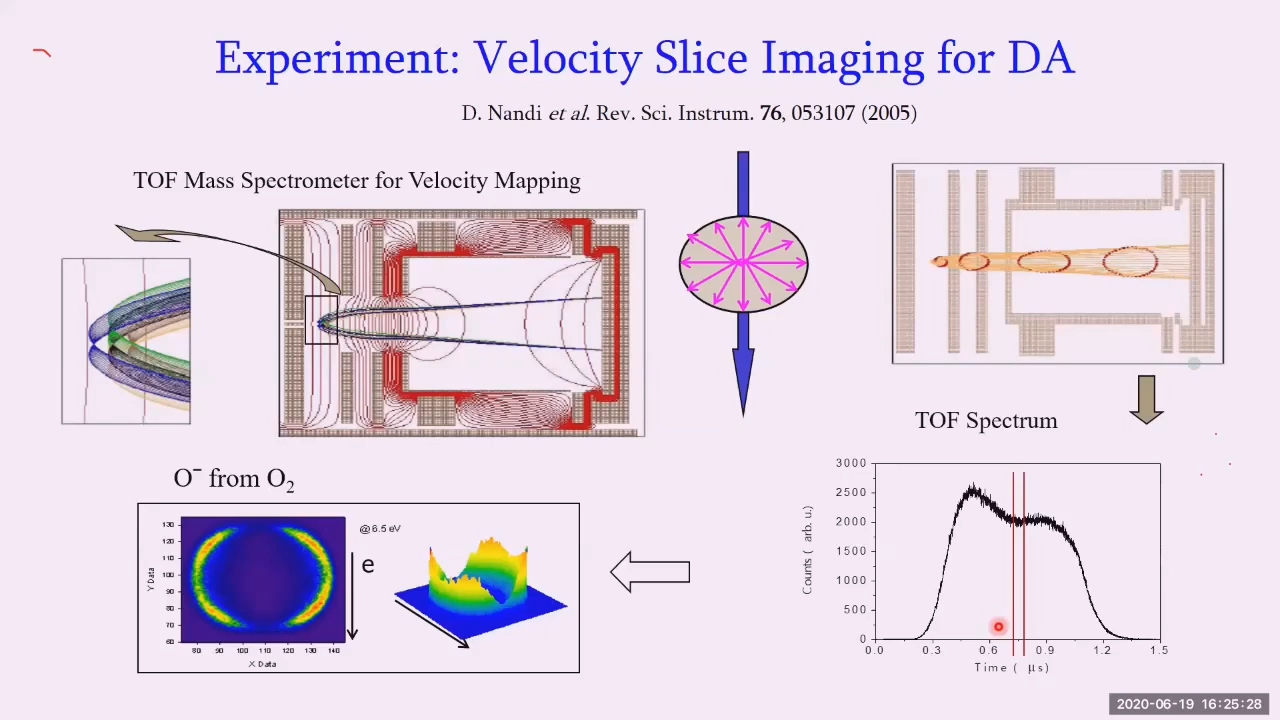 Experiment: Velocity Slice Imaging for DA
D. Nandi et al. Rev. Sci. Instrum. 76, 053107 (2005)
TOF Mass Spectrometer for Velocity Mapping
TOF Spectrum
O⁻ from O₂
@ 6.5 eV
e
Y Data
130
120
110
100
90
80
70
60
80 90 100 110 120 130 140
X Data
Counts ( arb. u.)
3000
2500
2000
1500
1000
500
0
0.0 0.3 0.6 0.9 1.2 1.5
Time ( μs)
2020-06-19 16:25:28